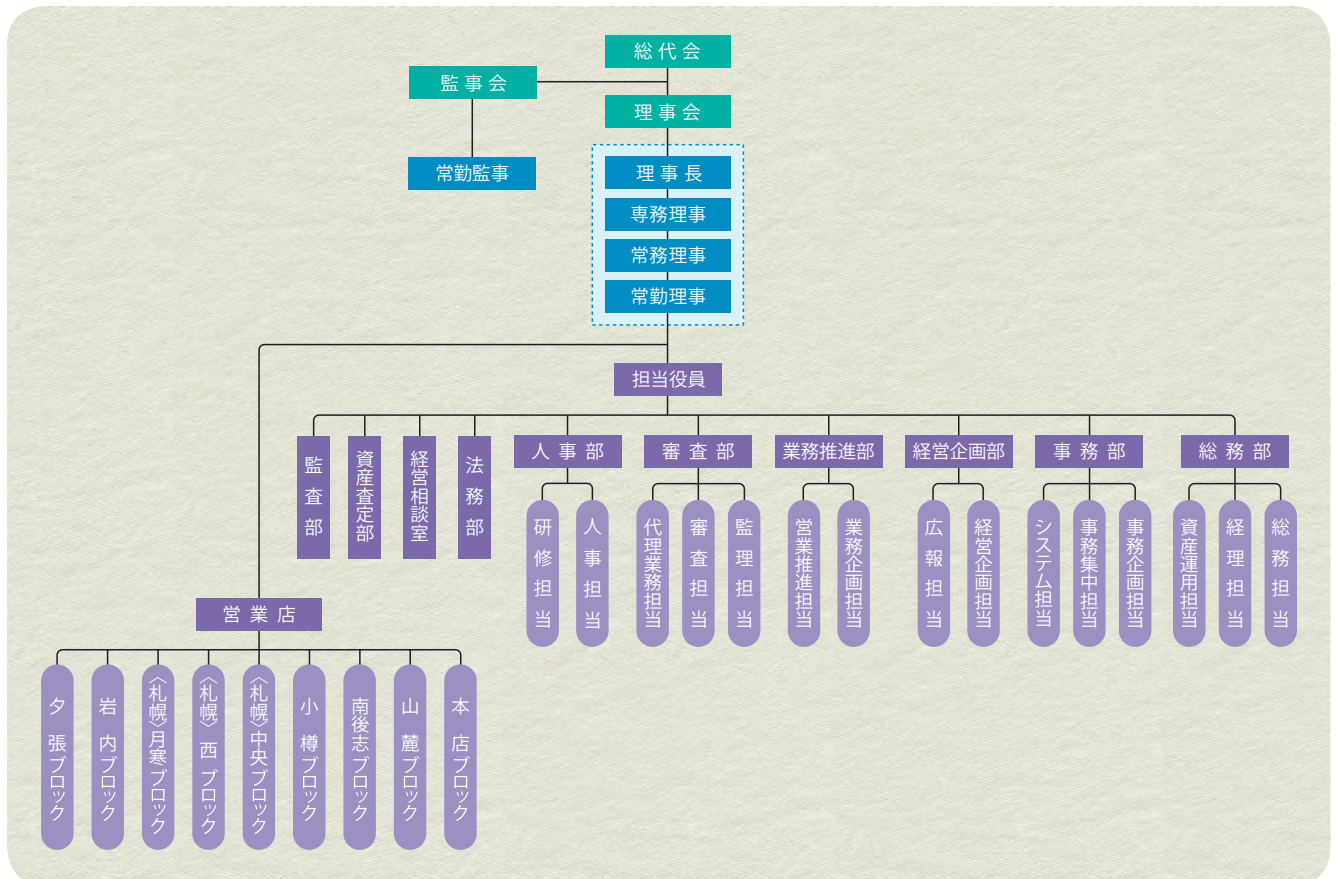 総代会
監事会
理事会
常勤監事
理事長
専務理事
常務理事
常勤理事
担当役員
監査部
資産査定部
経営相談室
法務部
人事部
審査部
業務推進部
経営企画部
事務部
総務部
研修担当
人事担当
代理業務担当
審査担当
監理担当
営業推進担当
業務企画担当
広報担当
経営企画担当
システム担当
事務集中担当
事務企画担当
資産運用担当
経理担当
総務担当
営業店
夕張ブロック
岩内ブロック
〈札幌〉月寒ブロック
〈札幌〉西ブロック
〈札幌〉中央ブロック
小樽ブロック
南後志ブロック
山麓ブロック
本店ブロック